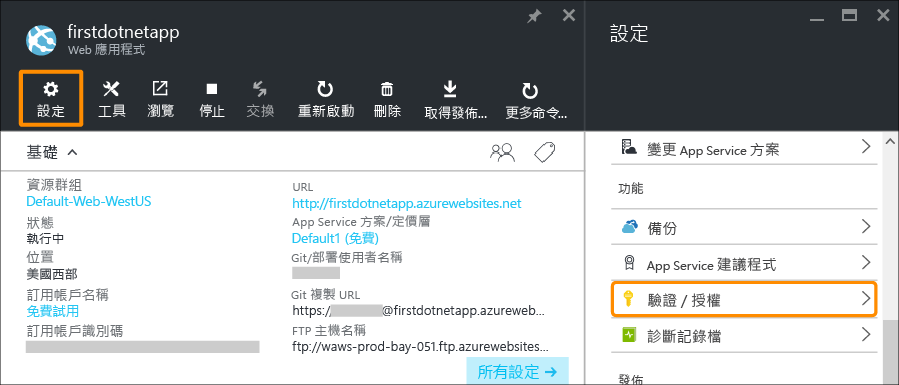 firstdotnetapp
Web 應用程式
設定
工具
瀏覽
停止
交換
重新啟動
刪除
取得發佈...
更多命令...
基礎
資源群組
Default-Web-WestUS
狀態
執行中
位置
美國西部
訂用帳戶名稱
免費試用
訂用帳戶識別碼
URL
http://firstdotnetapp.azurewebsites.net
App Service 方案/定價層
Default1 (免費)
Git/部署使用者名稱
Git 複製 URL
https://@firstdotnetapp.azureweb...
FTP 主機名稱
ftp://waws-prod-bay-051.ftp.azurewebsites...
所有設定 →
設定
變更 App Service 方案
功能
備份
App Service 建議程式
驗證 / 授權
診斷記錄檔
發佈